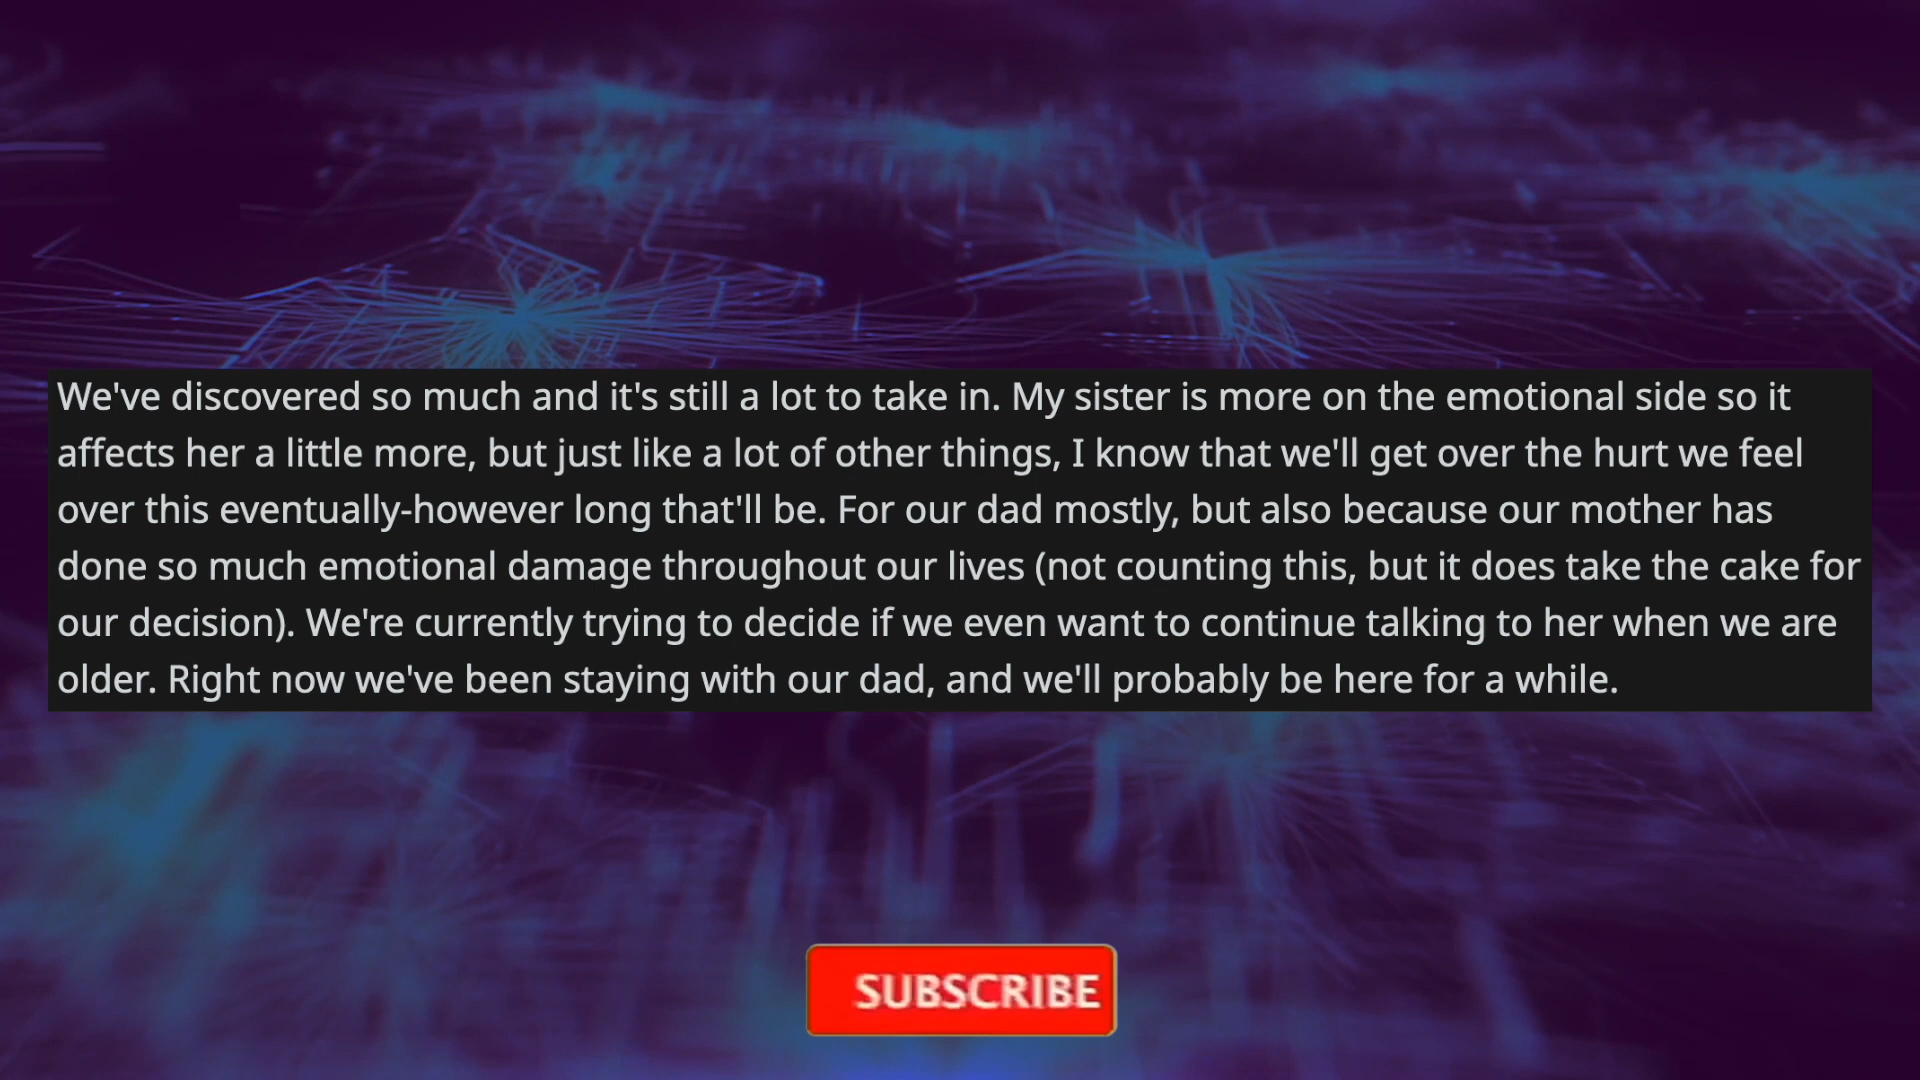 We've discovered so much and it's still a lot to take in. My sister is more on the emotional side so it
affects her a little more, but just like a lot of other things, I know that we'll get over the hurt we feel
over this eventually-however long that'll be. For our dad mostly, but also because our mother has
done so much emotional damage throughout our lives (not counting this, but it does take the cake for
our decision). We're currently trying to decide if we even want to continue talking to her when we are
older. Right now we've been staying with our dad, and we'll probably be here for a while.
SUBSCRIBE